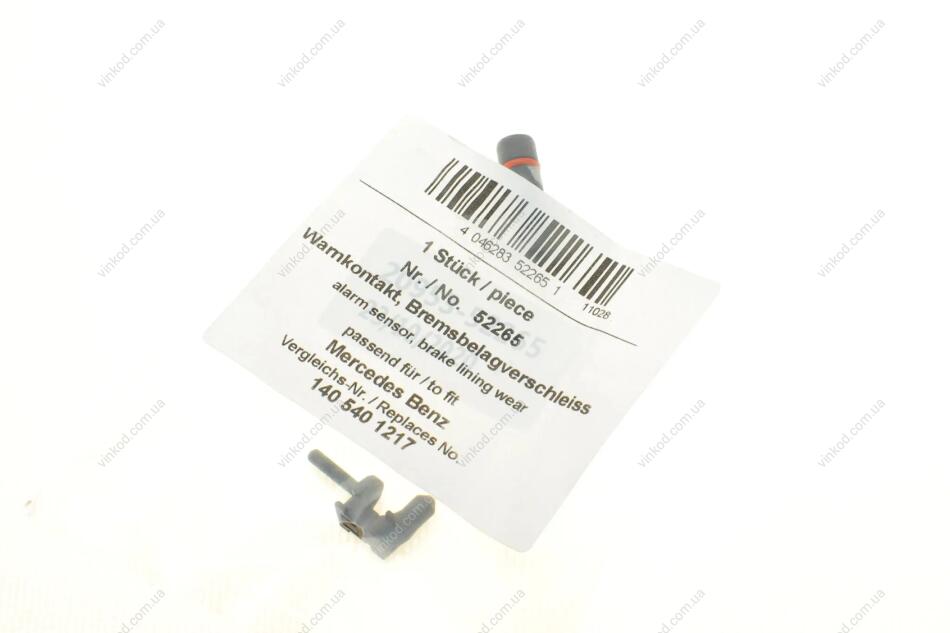 4 046283 52265 1
11026
1 Stück / piece
Nr. / No. 52265
Warnkontakt, Bremsbelagverschleiss
alarm sensor, brake lining wear
passend für / to fit
Mercedes Benz
Vergleichs-Nr. / Replaces No.
140 540 1217
vinkod.com.ua